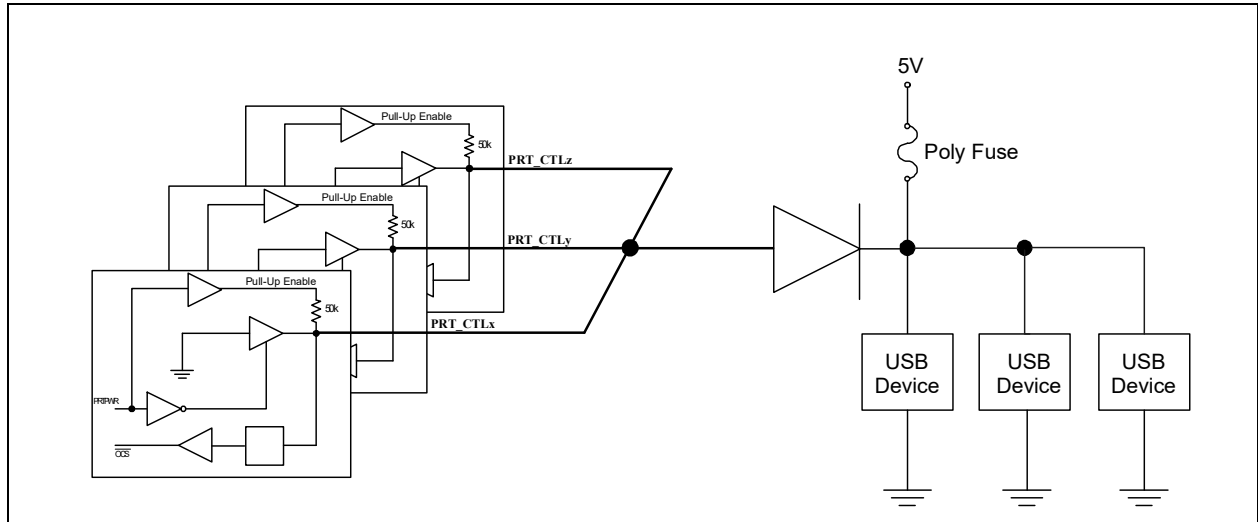 Pull-Up Enable
50k
PRT_CTLz
Pull-Up Enable
50k
PRT_CTLy
Pull-Up Enable
50k
PRT_CTLx
PRTPWR
OCS
5V
Poly Fuse
USB
Device
USB
Device
USB
Device